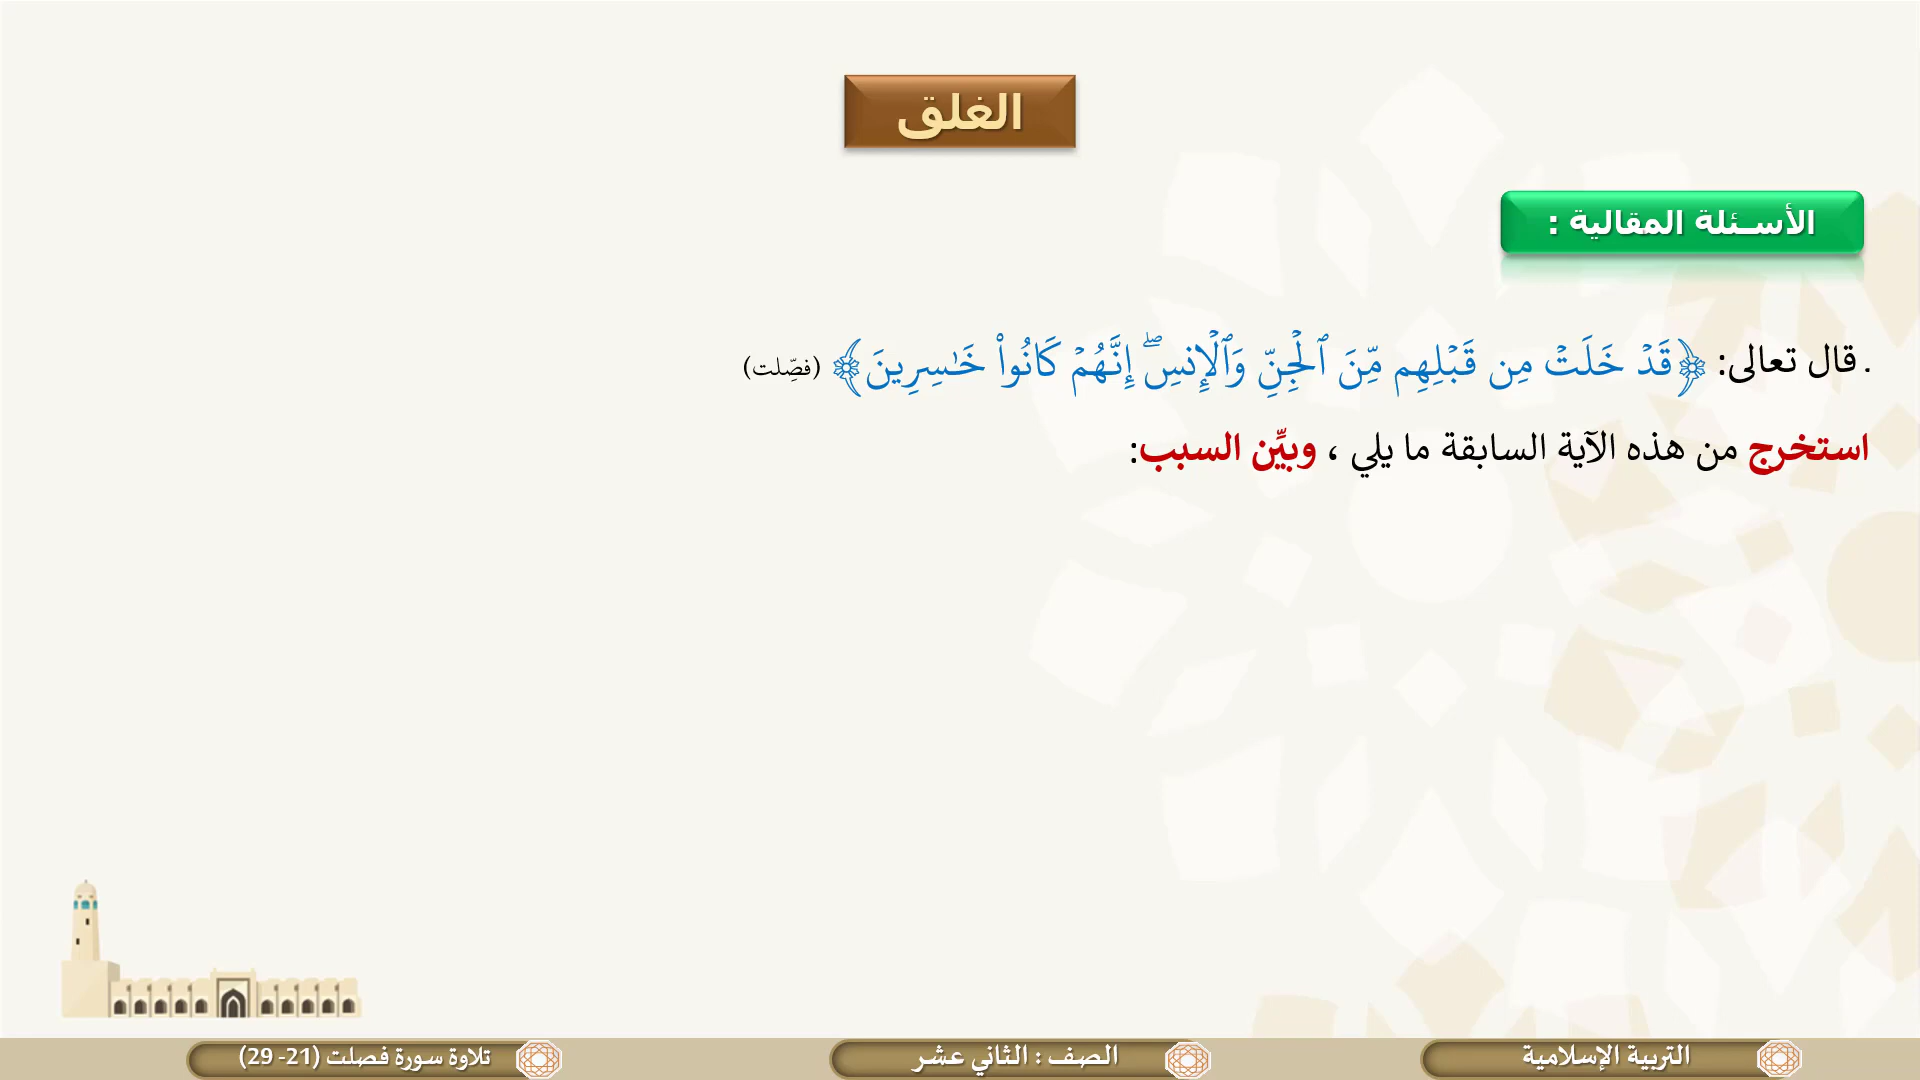 الغلق
الأسـئلة المقالية :
. قال تعالى: ﴿قَدۡ خَلَتۡ مِن قَبۡلِهِم مِّنَ ٱلۡجِنِّ وَٱلۡإِنسِۖ إِنَّهُمۡ كَانُواْ خَٰسِرِينَ﴾ (فصِّلت)
استخرج من هذه الآية السابقة ما يلي ، وبيِّن السبب:
التربية الإسلامية
الصف : الثاني عشر
تلاوة سورة فصلت (21- 29)